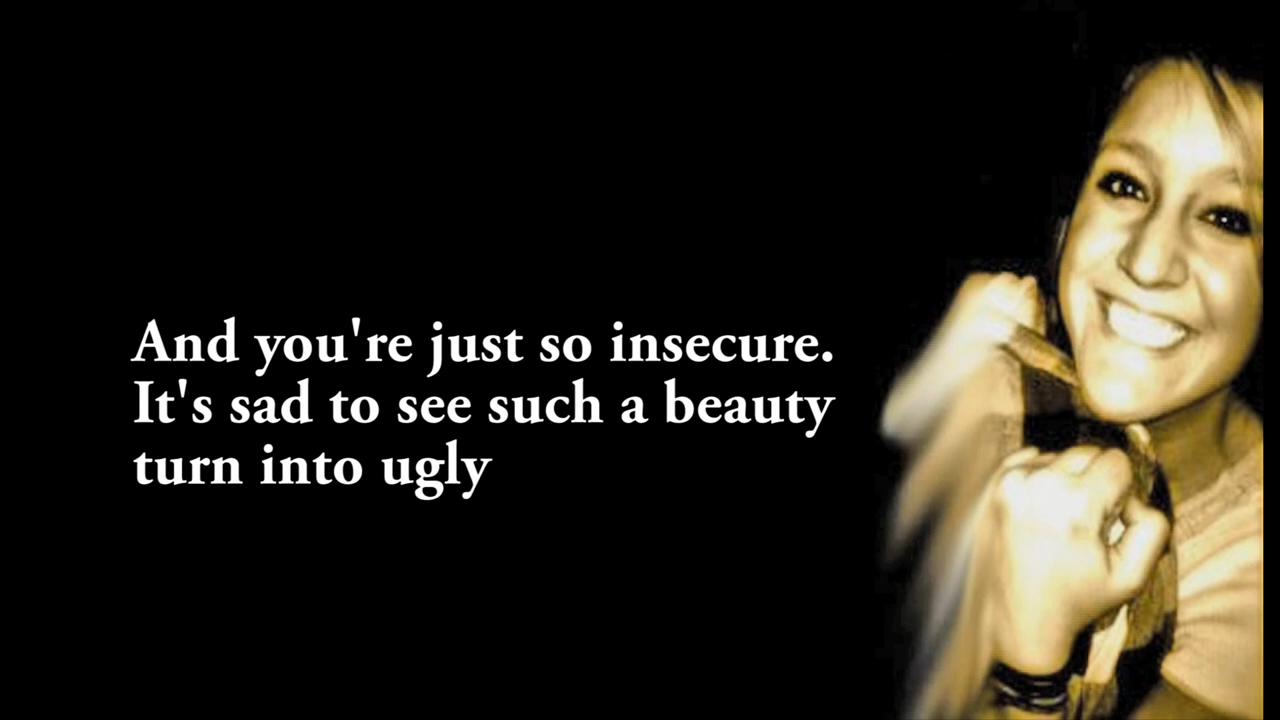 And you're just so insecure.
It's sad to see such a beauty
turn into ugly